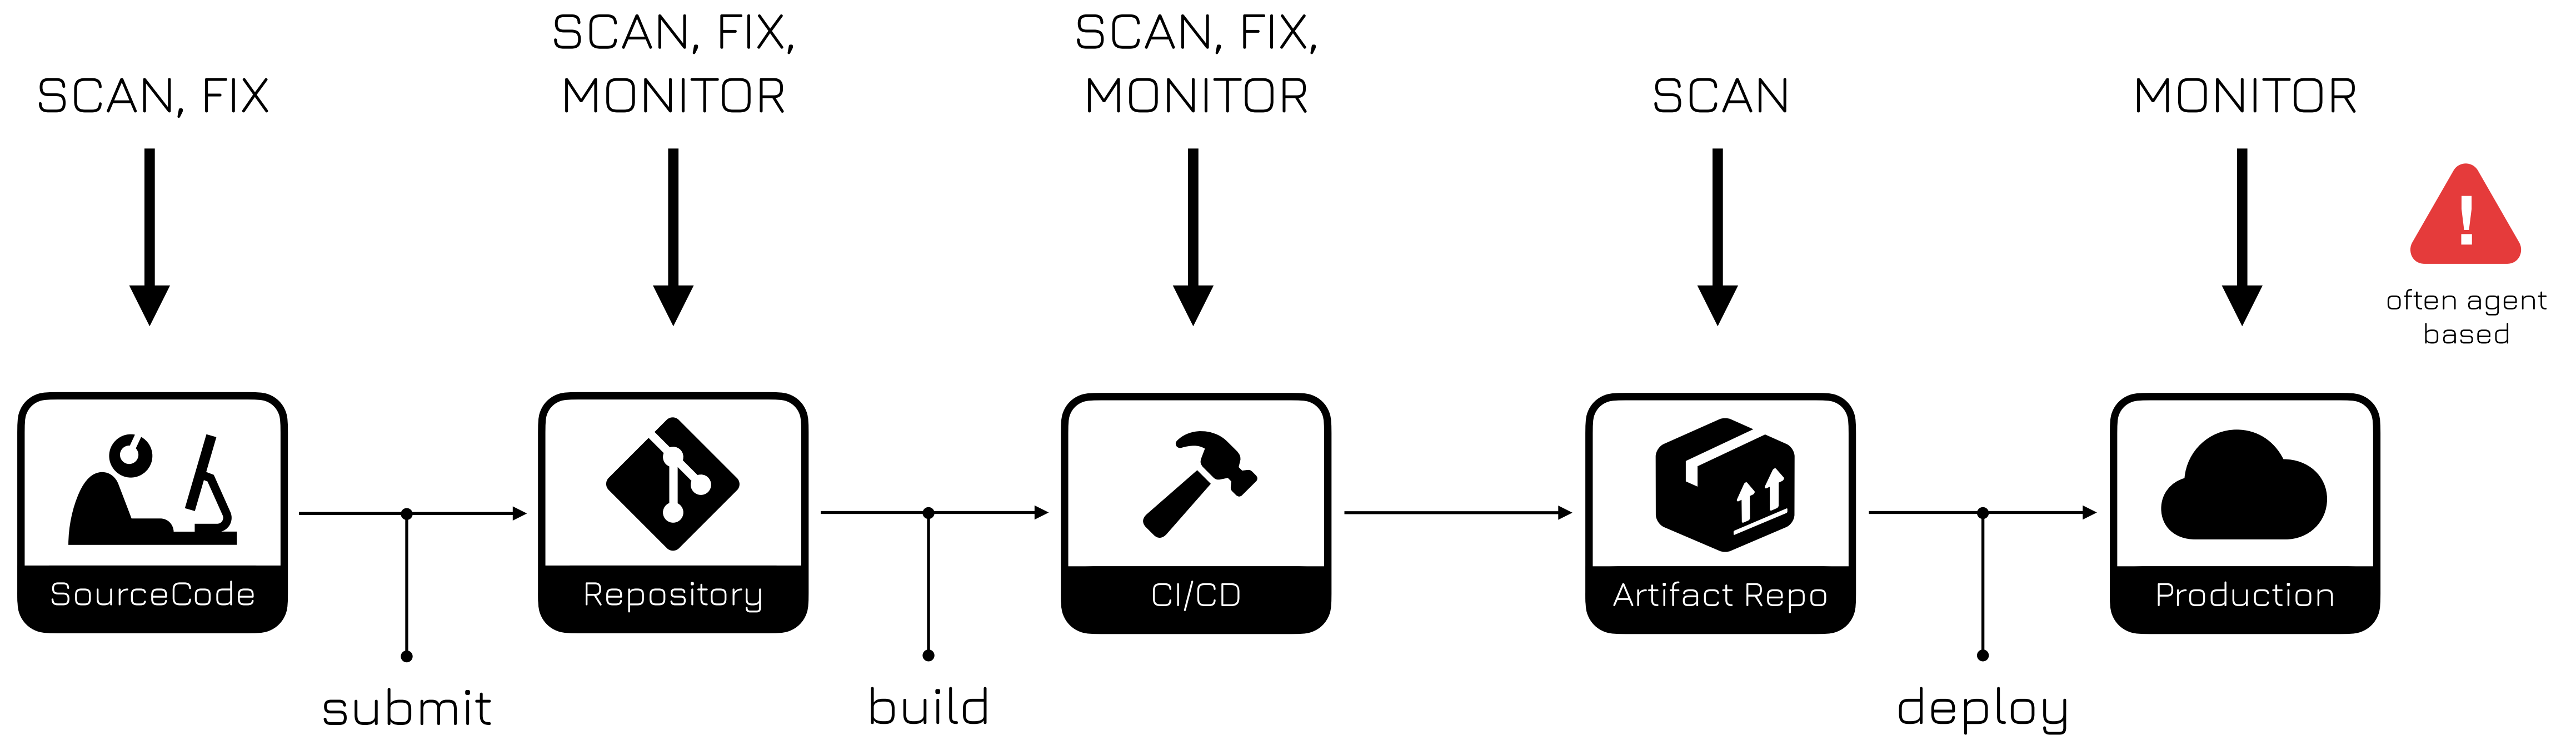 SCAN, FIX
SCAN, FIX,
MONITOR
SCAN, FIX,
MONITOR
SCAN
MONITOR
often agent
based
SourceCode
Repository
CI/CD
Artifact Repo
Production
submit
build
deploy